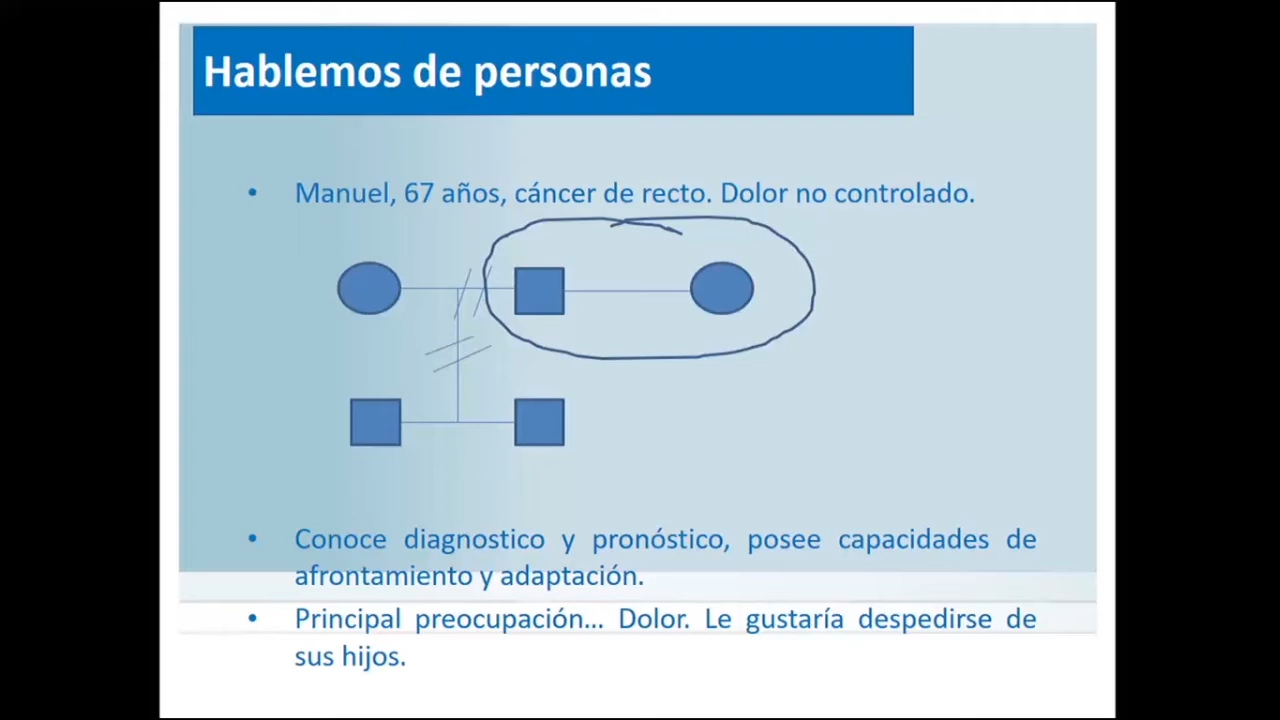 Hablemos de personas
• Manuel, 67 años, cáncer de recto. Dolor no controlado.
• Conoce diagnostico y pronóstico, posee capacidades de
afrontamiento y adaptación.
• Principal preocupación... Dolor. Le gustaría despedirse de
sus hijos.